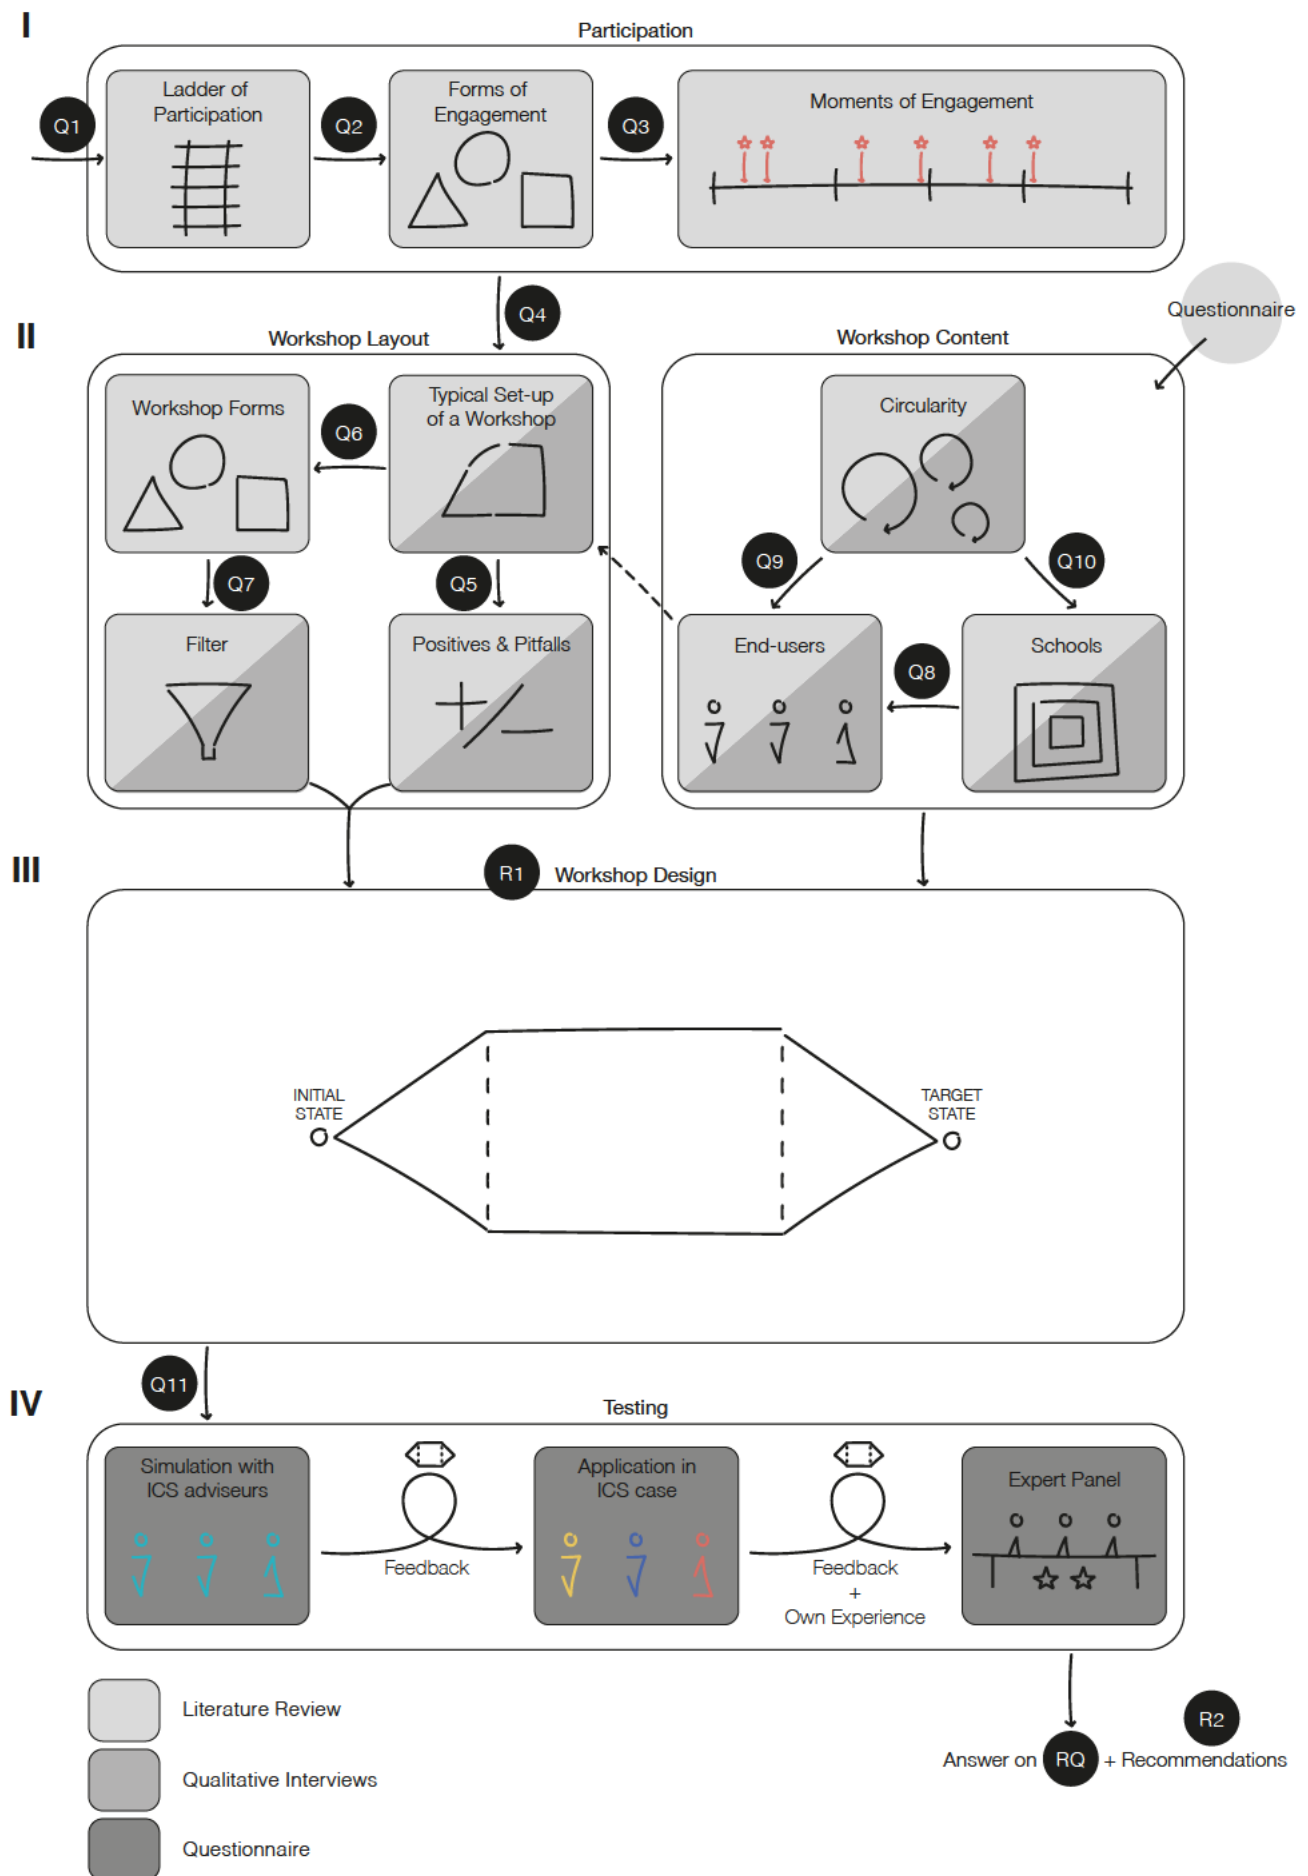 I
Participation
Q1
Ladder of
Participation
Q2
Forms of
Engagement
Q3
Moments of Engagement
Q4
Questionnaire
II
Workshop Layout
Workshop Content
Workshop Forms
Q6
Typical Set-up
of a Workshop
Circularity
Q7
Q5
Q9
Q10
Filter
Positives & Pitfalls
End-users
Q8
Schools
III
R1
Workshop Design
INITIAL
STATE
TARGET
STATE
Q11
IV
Testing
Simulation with
ICS adviseurs
Feedback
Application in
ICS case
Feedback
+
Own Experience
Expert Panel
Literature Review
Qualitative Interviews
Questionnaire
R2
Answer on RQ + Recommendations